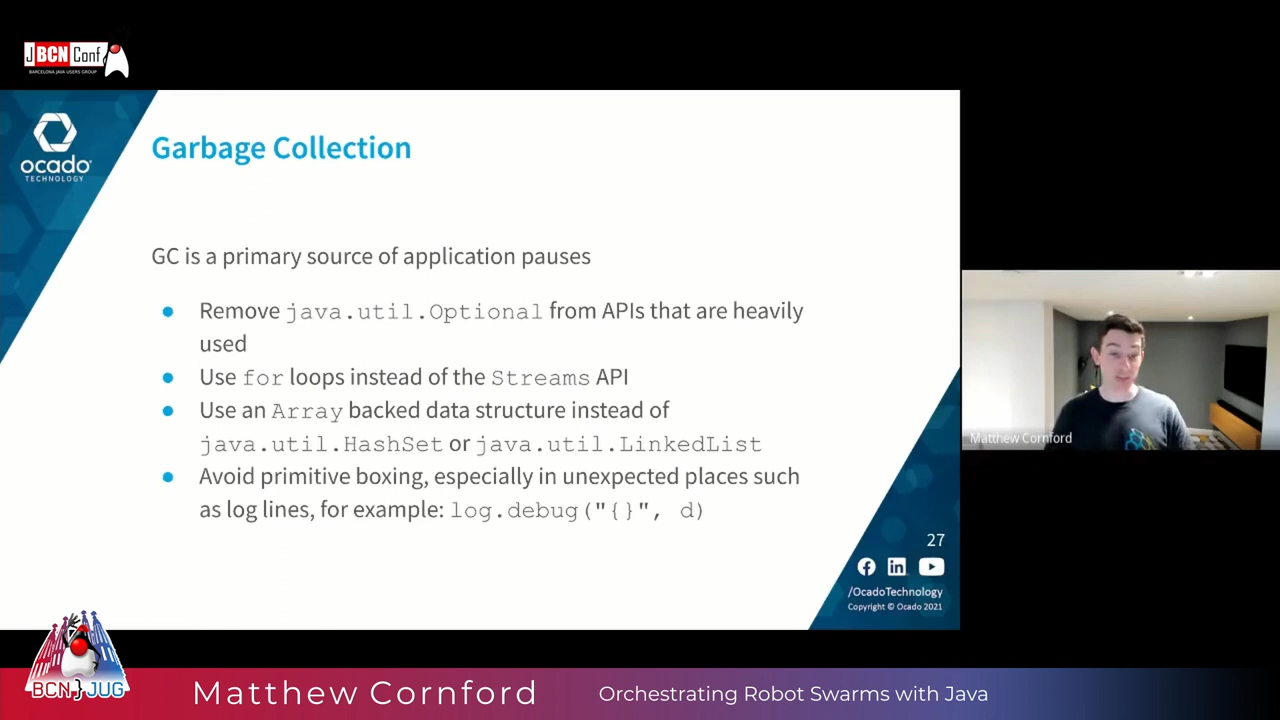 JBCNConf
BARCELONA JAVA USERS GROUP
ocado
TECHNOLOGY
Garbage Collection
GC is a primary source of application pauses
● Remove java.util.Optional from APIs that are heavily
used
● Use for loops instead of the Streams API
● Use an Array backed data structure instead of
java.util.HashSet or java.util.LinkedList
● Avoid primitive boxing, especially in unexpected places such
as log lines, for example: log.debug("{}", d)
27
/OcadoTechnology
Copyright © Ocado 2021
Matthew Cornford
BCN JUG
Matthew Cornford
Orchestrating Robot Swarms with Java